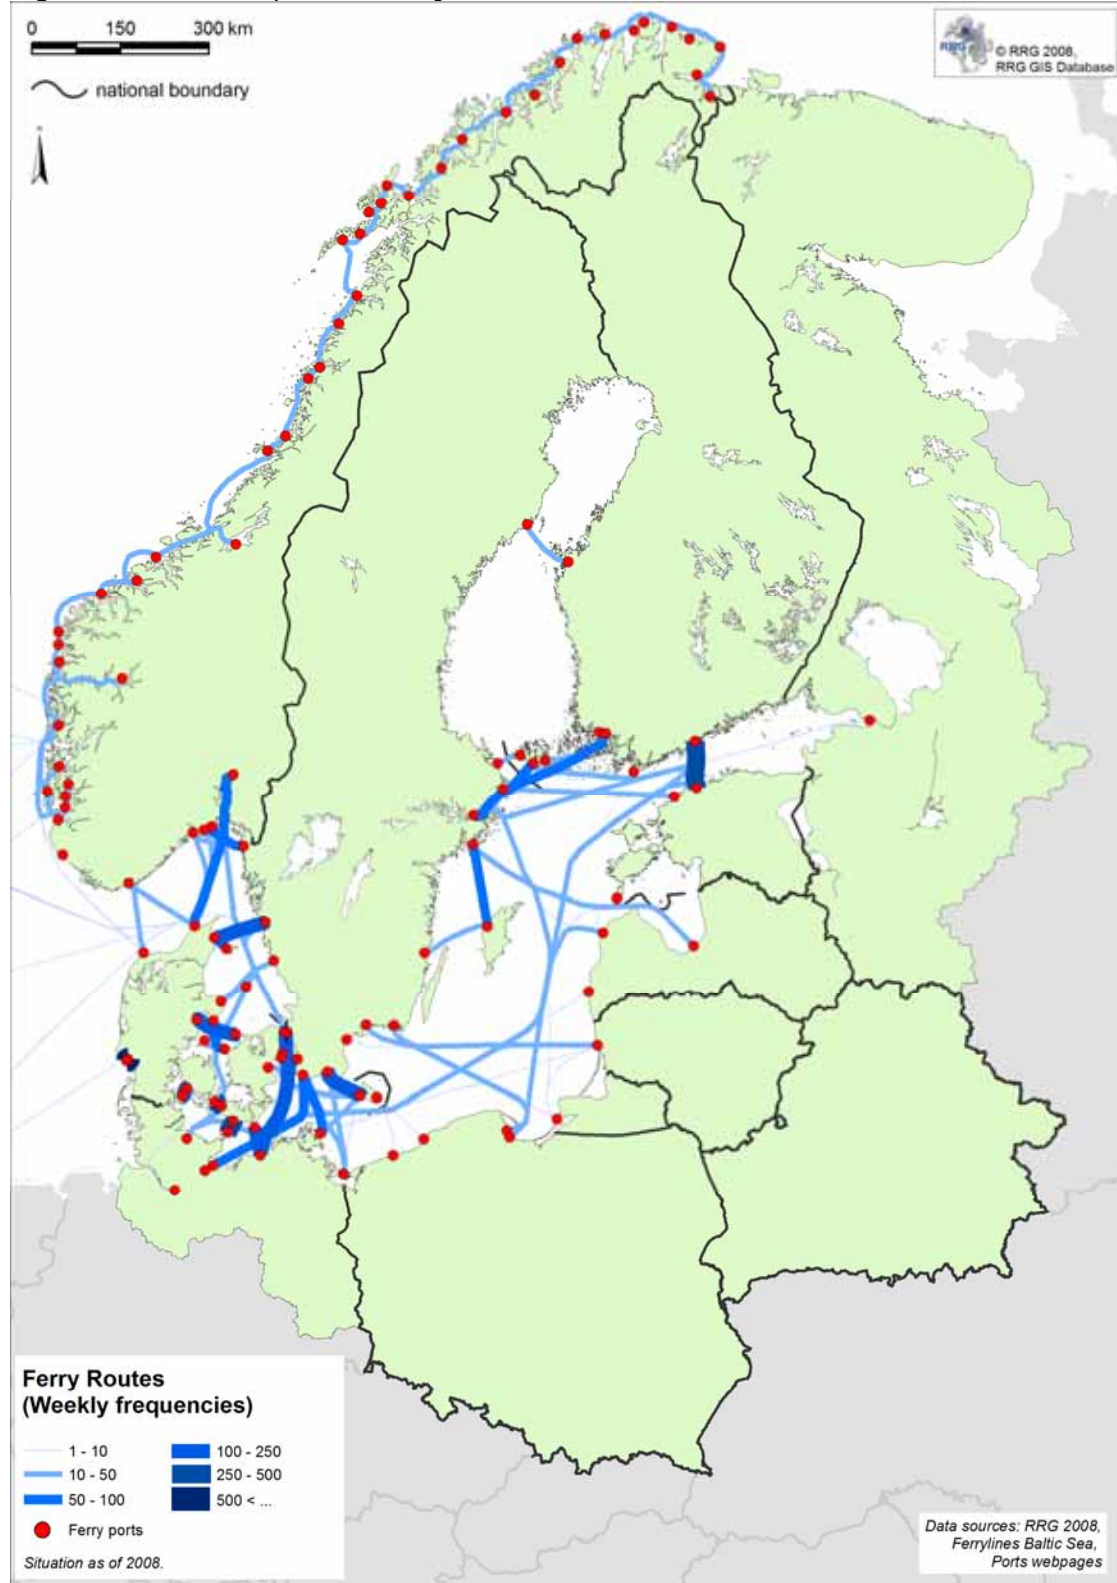 0 150 300 km
national boundary
RRG
© RRG 2008,
RRG GIS Database
Ferry Routes
(Weekly frequencies)
1 - 10
100 - 250
10 - 50
250 - 500
50 - 100
500 < ...
Ferry ports
Situation as of 2008.
Data sources: RRG 2008,
Ferrylines Baltic Sea,
Ports webpages